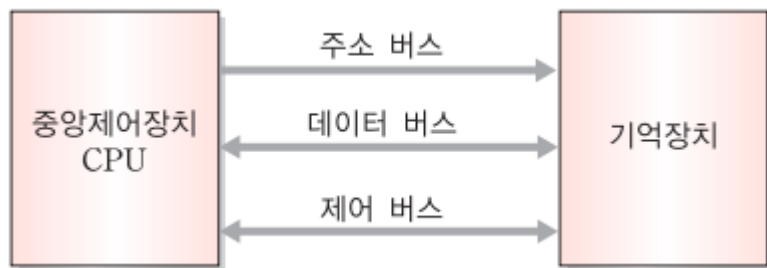 주소 버스
중앙제어장치
CPU
데이터 버스
기억장치
제어 버스